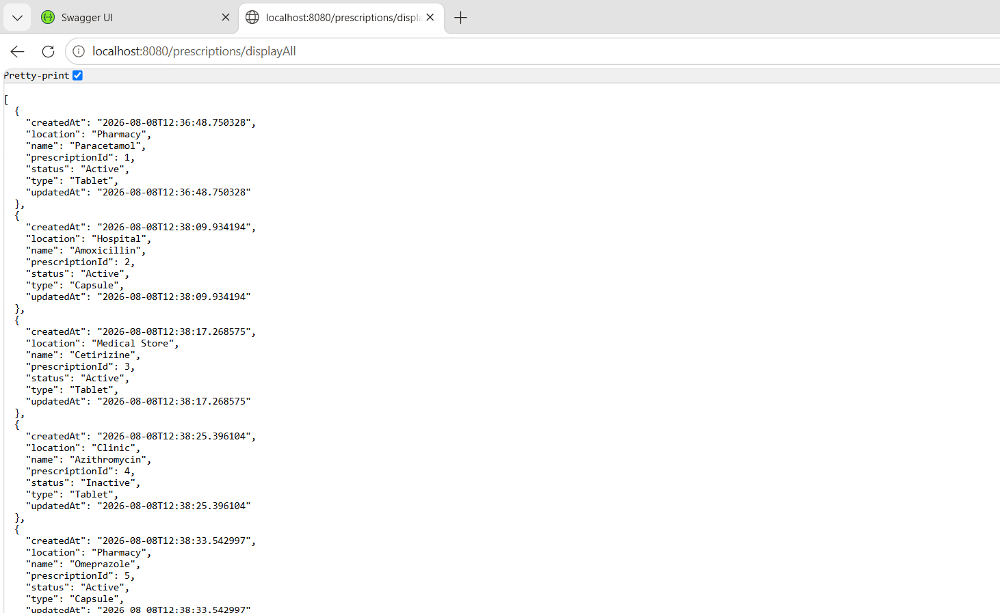 Swagger UI
localhost:8080/prescriptions/displa
localhost:8080/prescriptions/displayAll
Pretty-print
[
  {
    "createdAt": "2026-08-08T12:36:48.750328",
    "location": "Pharmacy",
    "name": "Paracetamol",
    "prescriptionId": 1,
    "status": "Active",
    "type": "Tablet",
    "updatedAt": "2026-08-08T12:36:48.750328"
  },
  {
    "createdAt": "2026-08-08T12:38:09.934194",
    "location": "Hospital",
    "name": "Amoxicillin",
    "prescriptionId": 2,
    "status": "Active",
    "type": "Capsule",
    "updatedAt": "2026-08-08T12:38:09.934194"
  },
  {
    "createdAt": "2026-08-08T12:38:17.268575",
    "location": "Medical Store",
    "name": "Cetirizine",
    "prescriptionId": 3,
    "status": "Active",
    "type": "Tablet",
    "updatedAt": "2026-08-08T12:38:17.268575"
  },
  {
    "createdAt": "2026-08-08T12:38:25.396104",
    "location": "Clinic",
    "name": "Azithromycin",
    "prescriptionId": 4,
    "status": "Inactive",
    "type": "Tablet",
    "updatedAt": "2026-08-08T12:38:25.396104"
  },
  {
    "createdAt": "2026-08-08T12:38:33.542997",
    "location": "Pharmacy",
    "name": "Omeprazole",
    "prescriptionId": 5,
    "status": "Active",
    "type": "Capsule",
    "updatedAt": "2026-08-08T12:38:33.542997"